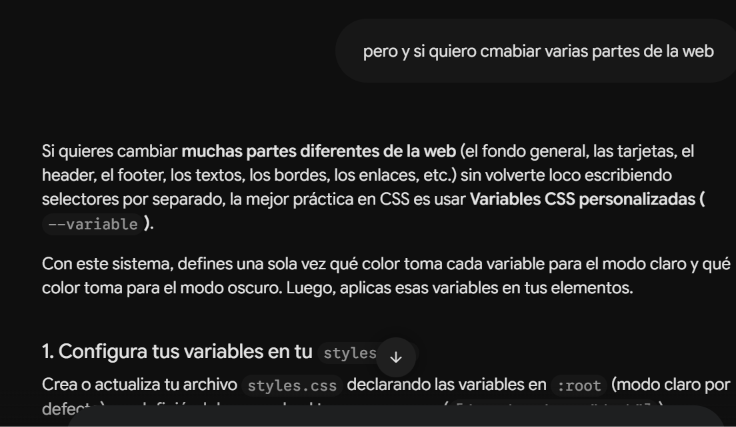 pero y si quiero cmabiar varias partes de la web
Si quieres cambiar muchas partes diferentes de la web (el fondo general, las tarjetas, el
header, el footer, los textos, los bordes, los enlaces, etc.) sin volverte loco escribiendo
selectores por separado, la mejor práctica en CSS es usar Variables CSS personalizadas (
--variable ).
Con este sistema, defines una sola vez qué color toma cada variable para el modo claro y qué
color toma para el modo oscuro. Luego, aplicas esas variables en tus elementos.
1. Configura tus variables en tu styles
Crea o actualiza tu archivo styles.css declarando las variables en :root (modo claro por